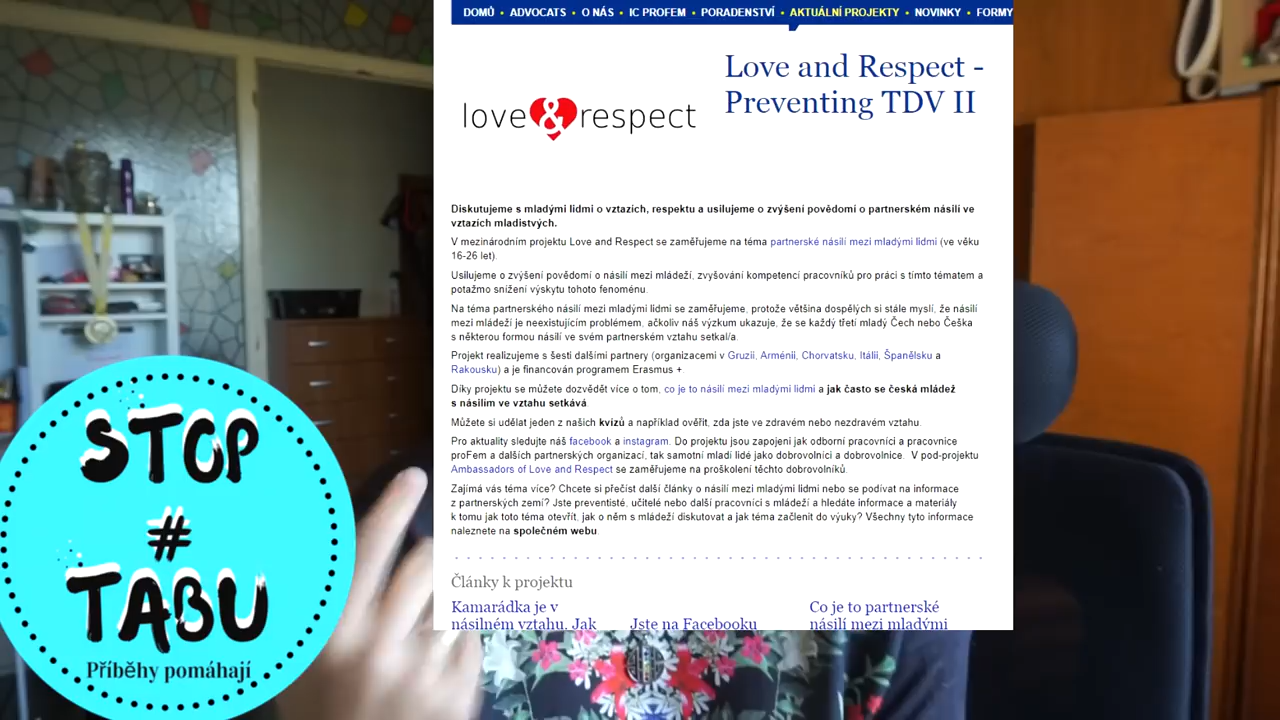 DOMŮ • ADVOCATS • O NÁS • IC PROFEM • PORADENSTVÍ • AKTUÁLNÍ PROJEKTY • NOVINKY • FORMY
love & respect
Love and Respect -
Preventing TDV II
Diskutujeme s mladými lidmi o vztazích, respektu a usilujeme o zvýšení povědomí o partnerském násilí ve
vztazích mladistvých.
V mezinárodním projektu Love and Respect se zaměřujeme na téma partnerské násilí mezi mladými lidmi (ve věku
16-26 let).
Usilujeme o zvýšení povědomí o násilí mezi mládeží, zvyšování kompetencí pracovníků pro práci s tímto tématem a
potažmo snížení výskytu tohoto fenoménu.
Na téma partnerského násilí mezi mladými lidmi se zaměřujeme, protože většina dospělých si stále myslí, že násilí
mezi mládeží je neexistujícím problémem, ačkoliv náš výzkum ukazuje, že se každý třetí mladý Čech nebo Češka
s některou formou násílí ve svém partnerském vztahu setkal/a.
Projekt realizujeme s šesti dalšími partnery (organizacemi v Gruzii, Arménii, Chorvatsku, Itálii, Španělsku a
Rakousku) a je financován programem Erasmus +.
Díky projektu se můžete dozvědět více o tom, co je to násilí mezi mladými lidmi a jak často se česká mládež
s násilím ve vztahu setkává
Můžete si udělat jeden z našich kvízů a například ověřit, zda jste ve zdravém nebo nezdravém vztahu.
Pro aktuality sledujte náš facebook a instagram. Do projektu jsou zapojeni jak odborní pracovníci a pracovnice
proFem a dalších partnerských organizací, tak samotní mladí lidé jako dobrovolníci a dobrovolnice. V pod-projektu
Ambassadors of Love and Respect se zaměřujeme na proškolení těchto dobrovolníků.
Zajímá vás téma více? Chcete si přečíst další články o násilí mezi mladými lidmi nebo se podívat na informace
z partnerských zemí? Jste preventisté, učitelé nebo další pracovníci s mládeží a hledáte informace a materiály
k tomu jak toto téma otevřít, jak o něm s mládeží diskutovat a jak téma začlenit do výuky? Všechny tyto informace
naleznete na společném webu.
Články k projektu
Kamarádka je v
násilném vztahu. Jak
Jste na Facebooku
Co je to partnerské
násilí mezi mladými
STOP
#
TABU
Příběhy pomáhají